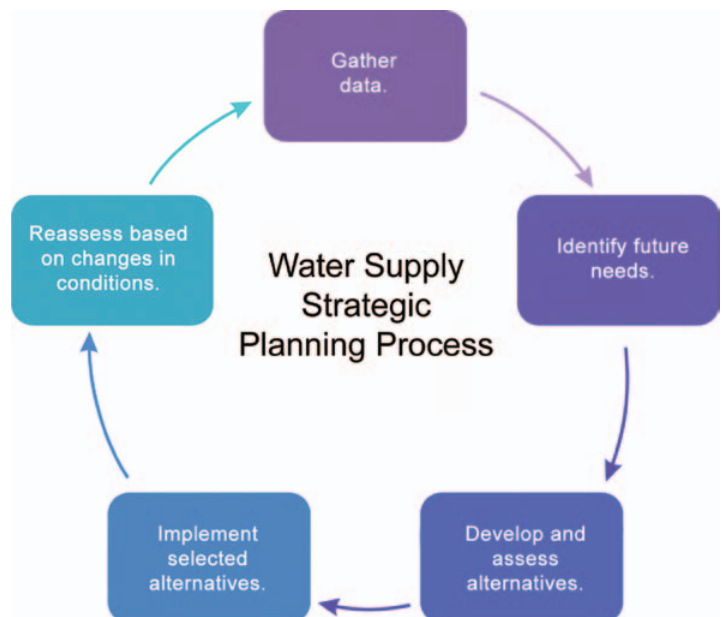 Gather
data.
Identify future
needs.
Develop and
assess
alternatives.
Implement
selected
alternatives.
Reassess based
on changes in
conditions.
Water Supply
Strategic
Planning Process